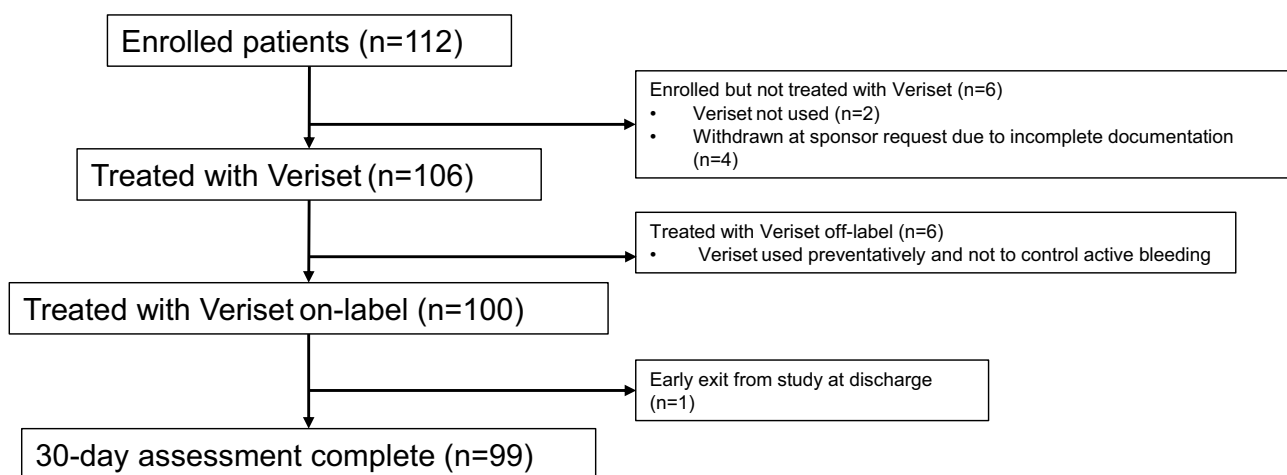 Enrolled patients (n=112)
Enrolled but not treated with Veriset (n=6)
• Veriset not used (n=2)
• Withdrawn at sponsor request due to incomplete documentation
(n=4)
Treated with Veriset (n=106)
Treated with Veriset off-label (n=6)
• Veriset used preventatively and not to control active bleeding
Treated with Veriset on-label (n=100)
Early exit from study at discharge
(n=1)
30-day assessment complete (n=99)